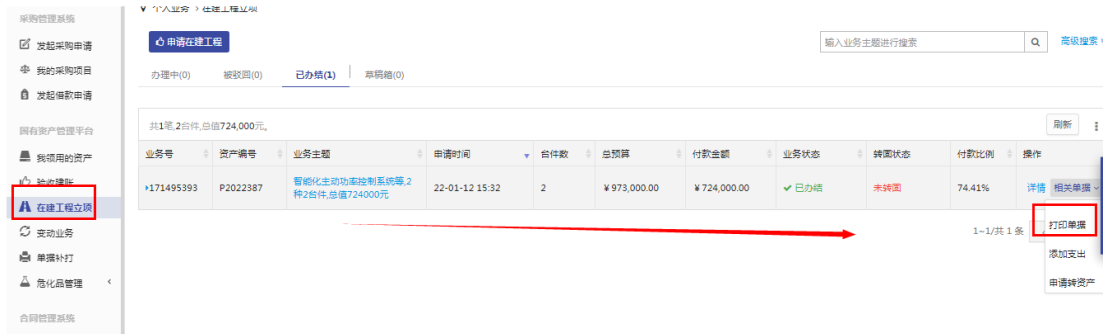 采购管理系统
发起采购申请
我的采购项目
发起借款申请
国有资产管理平台
我领用的资产
验收建账
在建工程立项
变动业务
单据补打
危化品管理
合同管理系统
个人业务 > 在建工程立项
申请在建工程
输入业务主题进行搜索
高级搜索
办理中(0) 被驳回(0) 已办结(1) 草稿箱(0)
共1笔,2台件,总值724,000元。
刷新
业务号 资产编号 业务主题 申请时间 台件数 总预算 付款金额 业务状态 转固状态 付款比例 操作
171495393 P2022387 智能化主动功率控制系统等,2
种2台件,总值724000元 22-01-12 15:32 2 ¥973,000.00 ¥724,000.00 已办结 未转固 74.41% 详情 相关单据
1~1/共 1 条
打印单据
添加支出
申请转资产